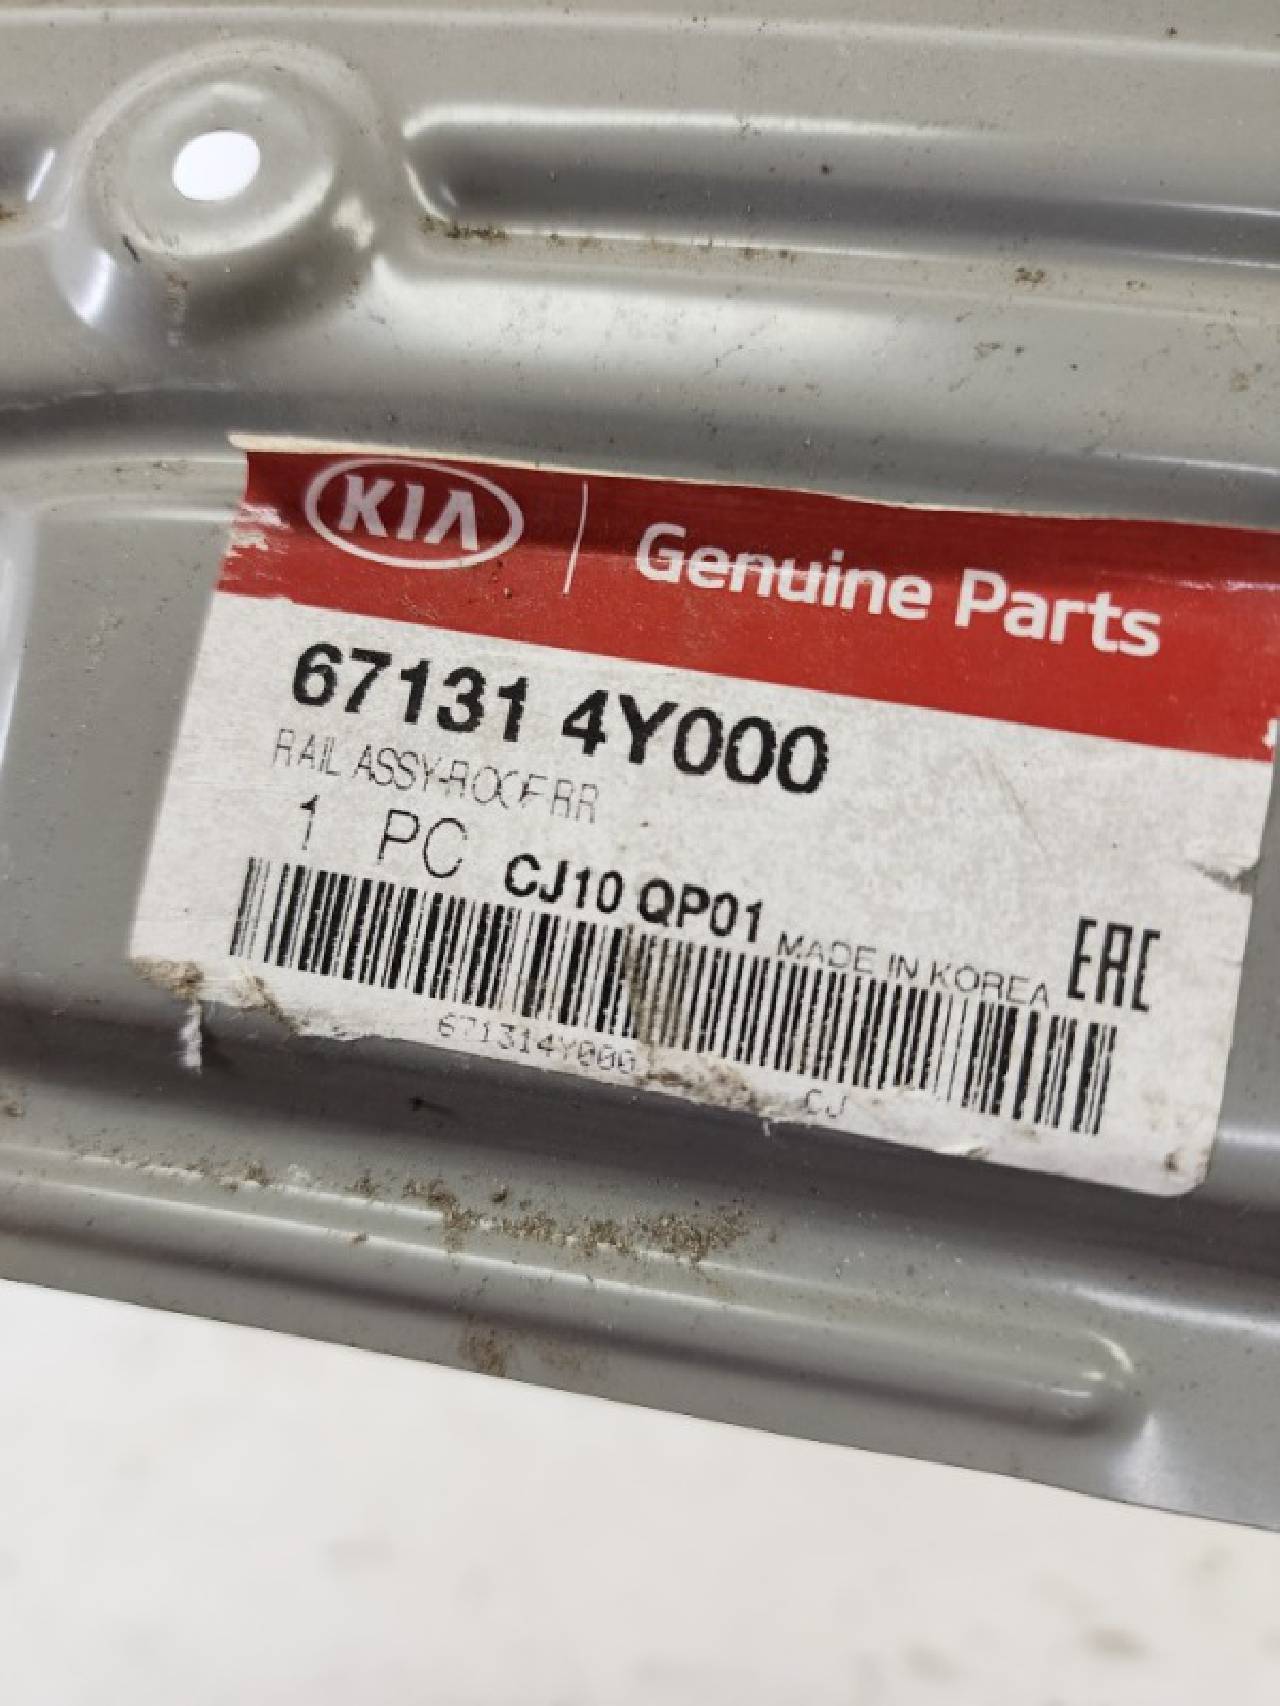 KIA Genuine Parts
67131 4Y000
RAIL ASSY-ROOF RR
1 PC CJ10 QP01
MADE IN KOREA EAC
671314Y000
CJ